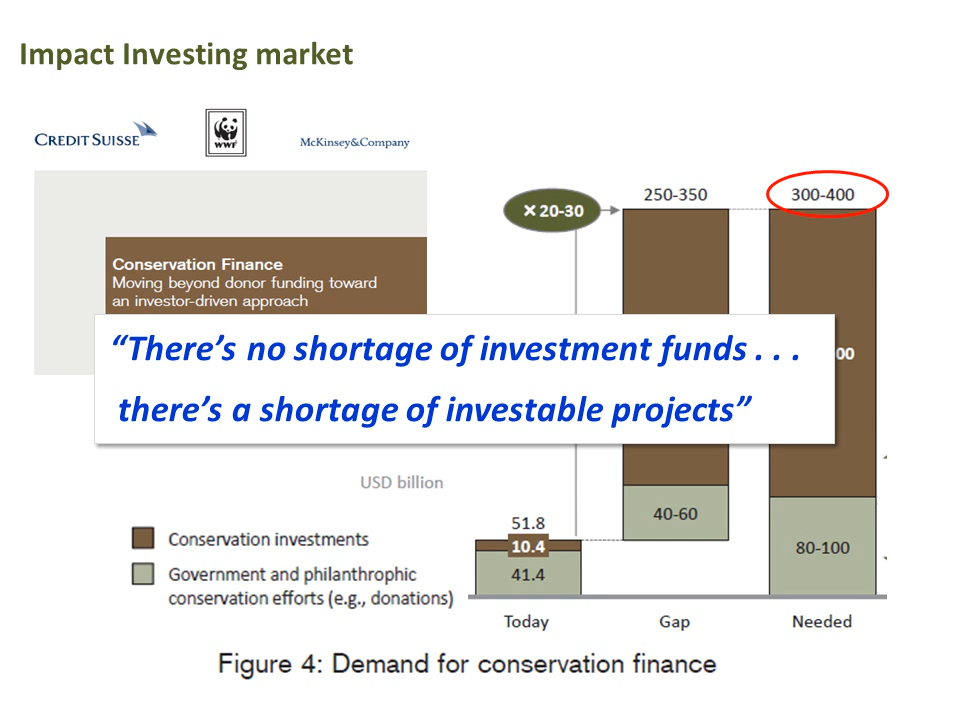 Impact Investing market
CREDIT SUISSE
WWF
McKinsey&Company
Conservation Finance
Moving beyond donor funding toward
an investor-driven approach
“There’s no shortage of investment funds . . .
there’s a shortage of investable projects”
× 20-30
250-350
300-400
00
USD billion
Conservation investments
Government and philanthrophic
conservation efforts (e.g., donations)
51.8
10.4
41.4
40-60
80-100
Today
Gap
Needed
Figure 4: Demand for conservation finance